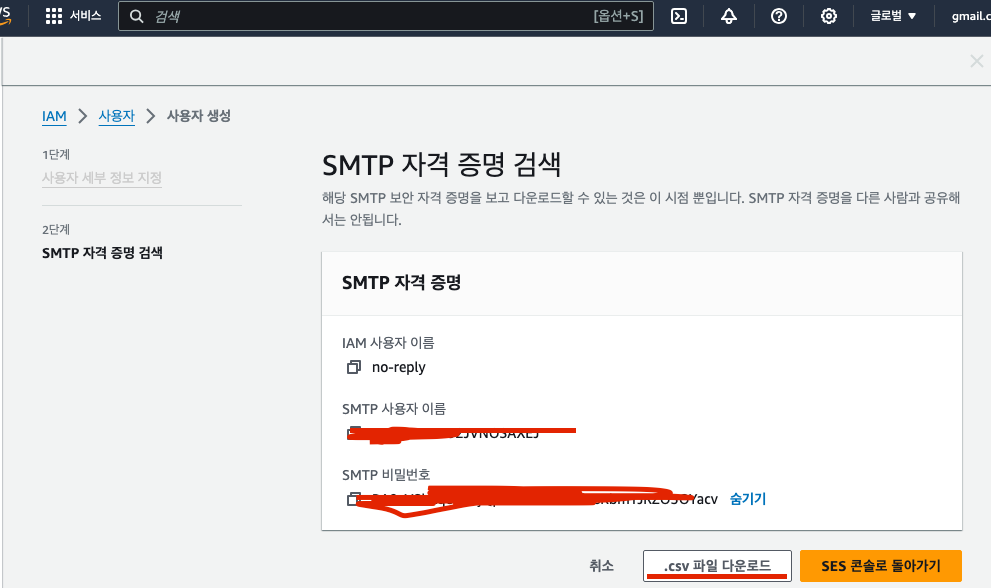 서비스
검색
[옵션+S]
글로벌 ▼
gmail.c
IAM > 사용자 > 사용자 생성
1단계
사용자 세부 정보 지정
2단계
SMTP 자격 증명 검색
SMTP 자격 증명 검색
해당 SMTP 보안 자격 증명을 보고 다운로드할 수 있는 것은 이 시점 뿐입니다. SMTP 자격 증명을 다른 사람과 공유해
서는 안됩니다.
SMTP 자격 증명
IAM 사용자 이름
no-reply
SMTP 사용자 이름
SMTP 비밀번호
숨기기
취소
.csv 파일 다운로드
SES 콘솔로 돌아가기